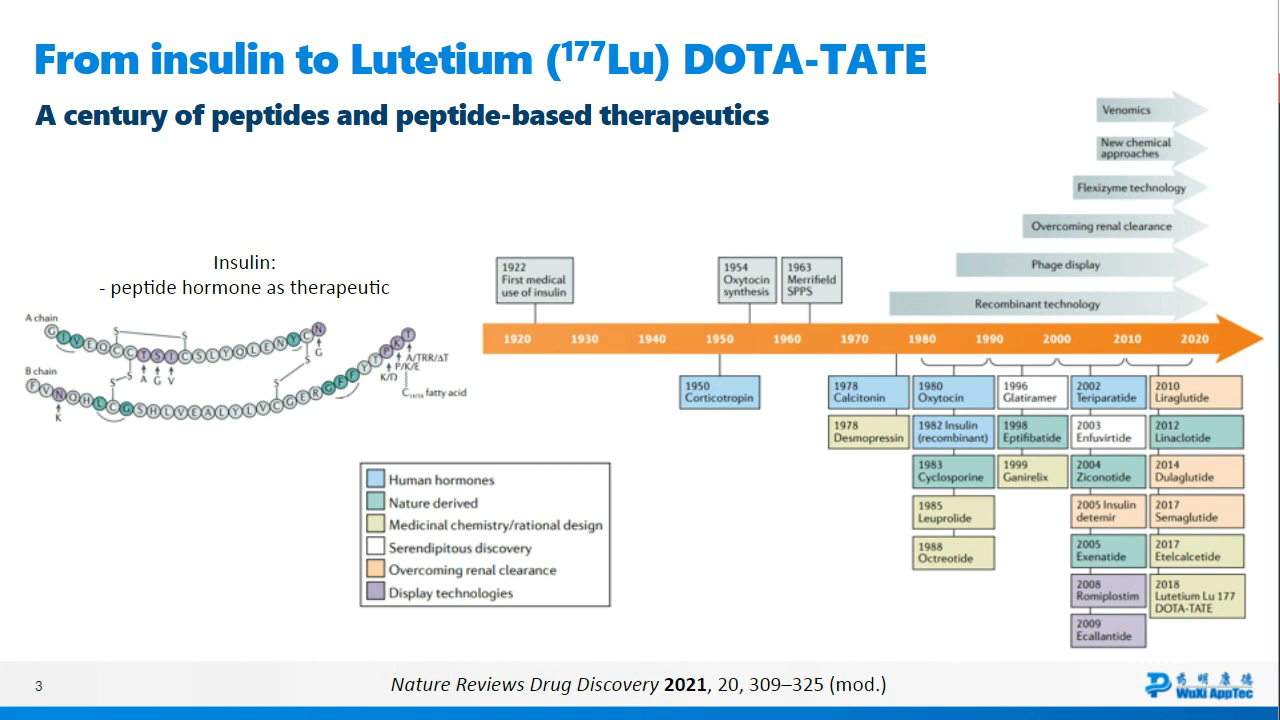 From insulin to Lutetium (¹⁷⁷Lu) DOTA-TATE
A century of peptides and peptide-based therapeutics
Venomics
New chemical
approaches
Flexizyme technology
Overcoming renal clearance
Phage display
Recombinant technology
Insulin:
- peptide hormone as therapeutic
A chain
G I V E Q C C T S I C S L Y Q L E N Y C N
S S
A G V
G
S S
S S
B chain
F V N Q H L C G S H L V E A L Y L V C G E R G F F Y T P K T
K
K/D
P/K/E
A/TRR/ΔT
C14/18 fatty acid
1922
First medical
use of insulin
1954
Oxytocin
synthesis
1963
Merrifield
SPPS
1920 1930 1940 1950 1960 1970 1980 1990 2000 2010 2020
1950
Corticotropin
1978
Calcitonin
1978
Desmopressin
1980
Oxytocin
1982 Insulin
(recombinant)
1983
Cyclosporine
1985
Leuprolide
1988
Octreotide
1996
Glatiramer
1998
Eptifibatide
1999
Ganirelix
2002
Teriparatide
2003
Enfuvirtide
2004
Ziconotide
2005 Insulin
detemir
2005
Exenatide
2008
Romiplostim
2009
Ecallantide
2010
Liraglutide
2012
Linaclotide
2014
Dulaglutide
2017
Semaglutide
2017
Etelcalcetide
2018
Lutetium Lu 177
DOTA-TATE
Human hormones
Nature derived
Medicinal chemistry/rational design
Serendipitous discovery
Overcoming renal clearance
Display technologies
3
Nature Reviews Drug Discovery 2021, 20, 309–325 (mod.)
药明康德
WuXi AppTec